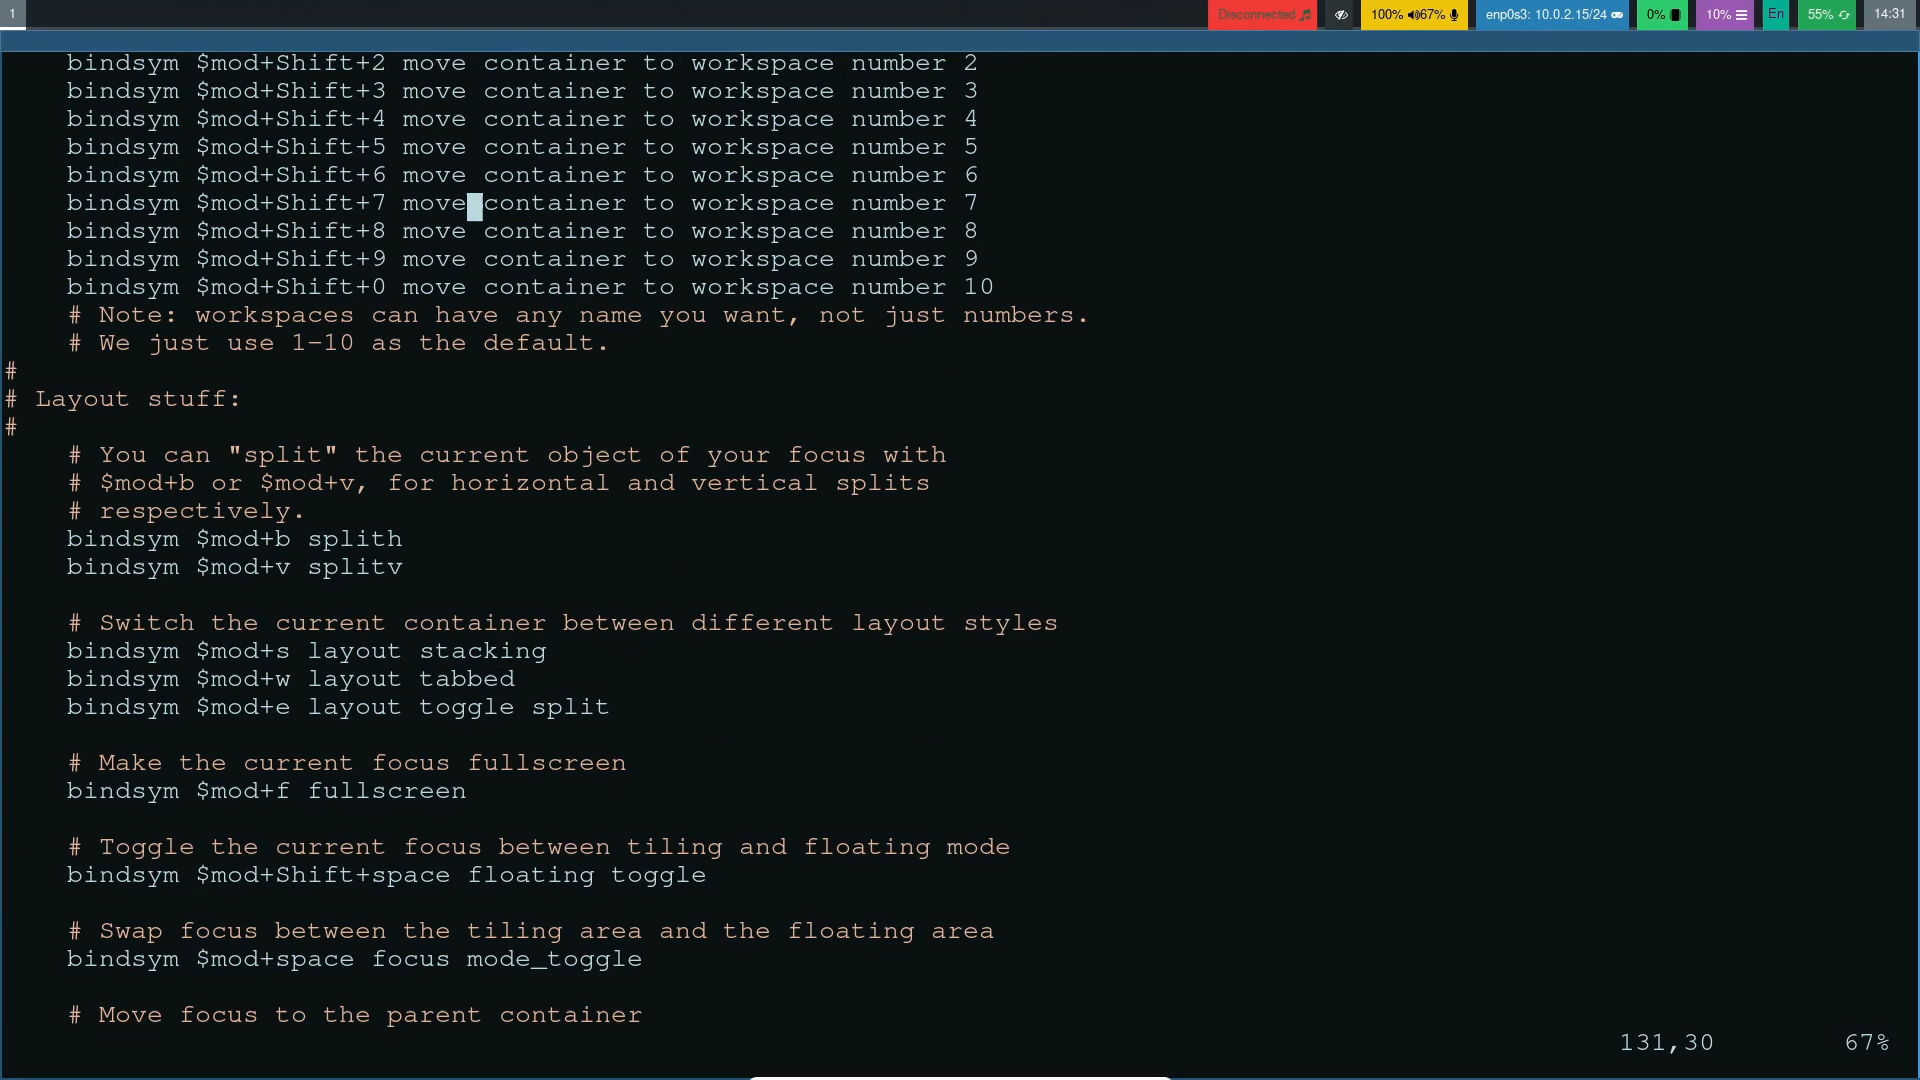 1
Disconnected
100% 67%
enp0s3: 10.0.2.15/24
0%
10%
En
55%
14:31
bindsym $mod+Shift+2 move container to workspace number 2
bindsym $mod+Shift+3 move container to workspace number 3
bindsym $mod+Shift+4 move container to workspace number 4
bindsym $mod+Shift+5 move container to workspace number 5
bindsym $mod+Shift+6 move container to workspace number 6
bindsym $mod+Shift+7 move container to workspace number 7
bindsym $mod+Shift+8 move container to workspace number 8
bindsym $mod+Shift+9 move container to workspace number 9
bindsym $mod+Shift+0 move container to workspace number 10
# Note: workspaces can have any name you want, not just numbers.
# We just use 1-10 as the default.
#
# Layout stuff:
#
# You can "split" the current object of your focus with
# $mod+b or $mod+v, for horizontal and vertical splits
# respectively.
bindsym $mod+b splith
bindsym $mod+v splitv
# Switch the current container between different layout styles
bindsym $mod+s layout stacking
bindsym $mod+w layout tabbed
bindsym $mod+e layout toggle split
# Make the current focus fullscreen
bindsym $mod+f fullscreen
# Toggle the current focus between tiling and floating mode
bindsym $mod+Shift+space floating toggle
# Swap focus between the tiling area and the floating area
bindsym $mod+space focus mode_toggle
# Move focus to the parent container
131,30 67%